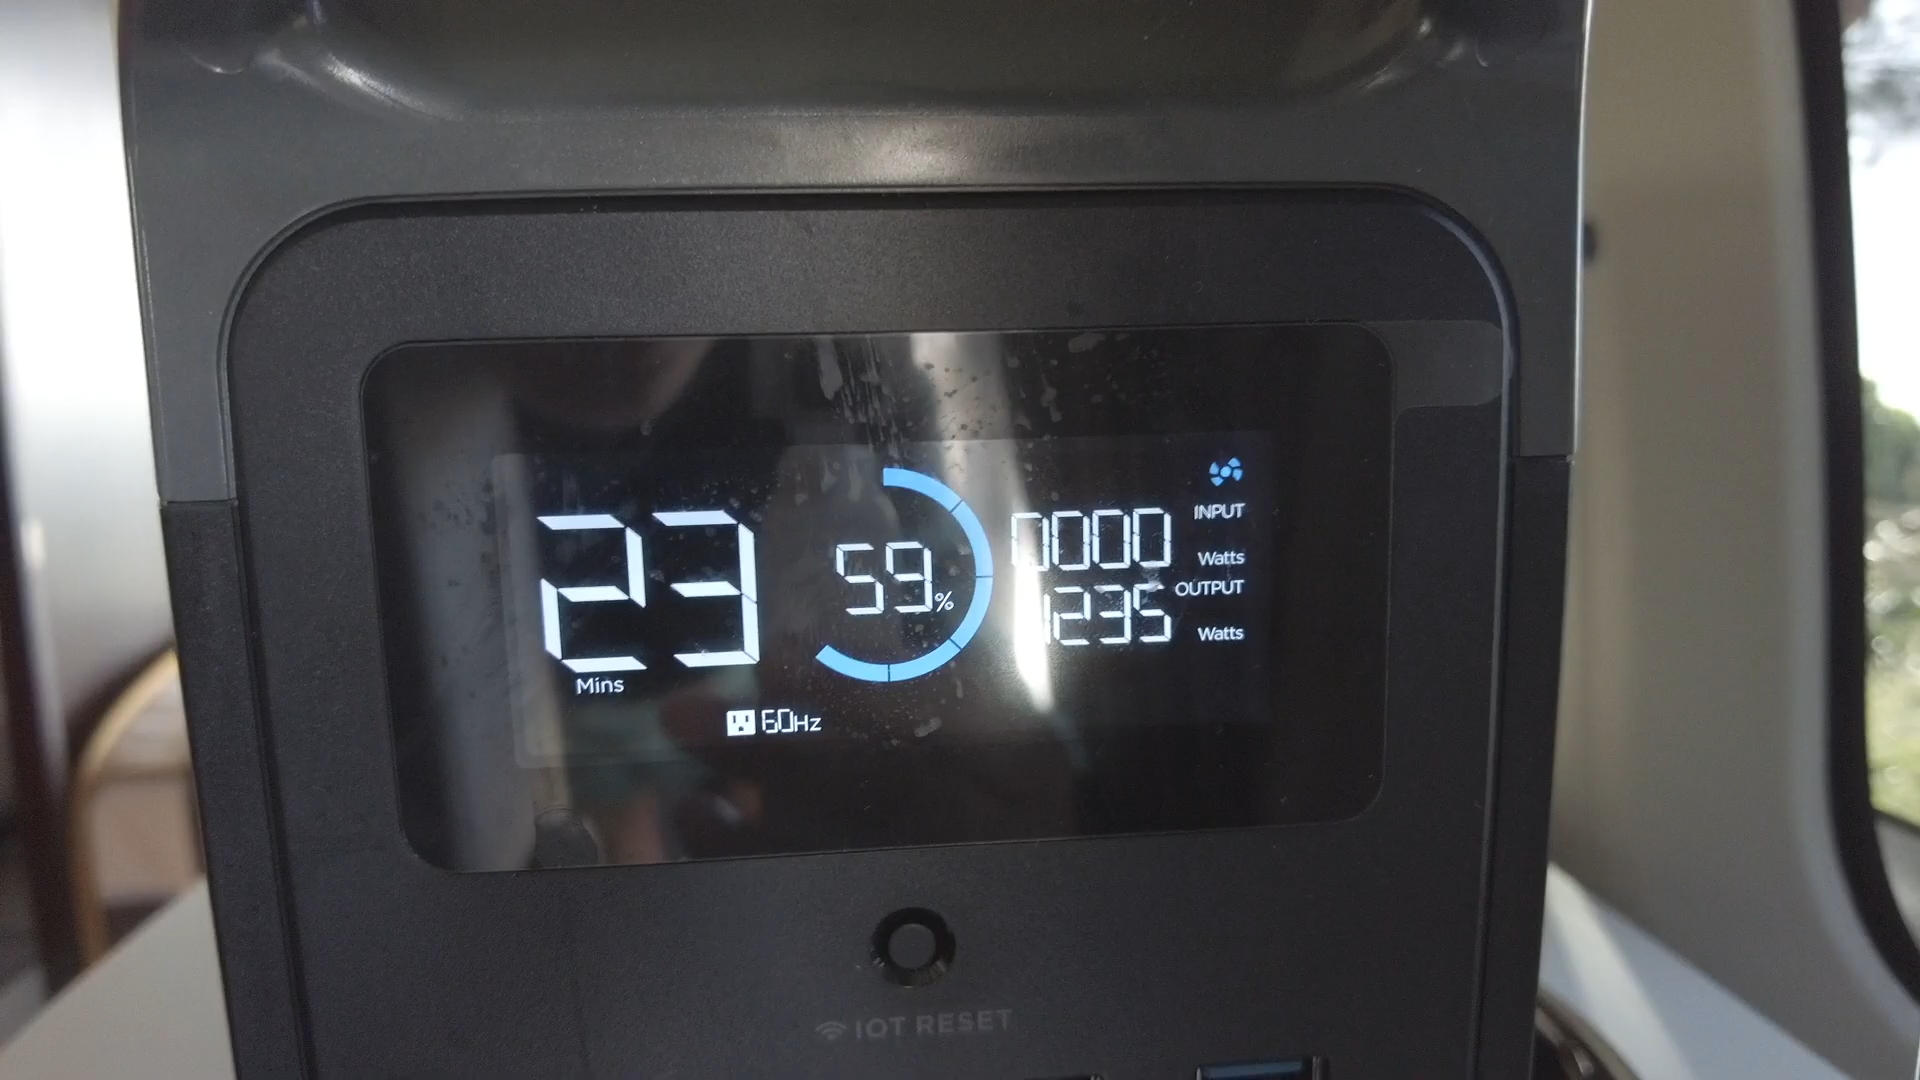 INPUT
0000
Watts
23
59%
OUTPUT
1235
Watts
Mins
60Hz
IOT RESET